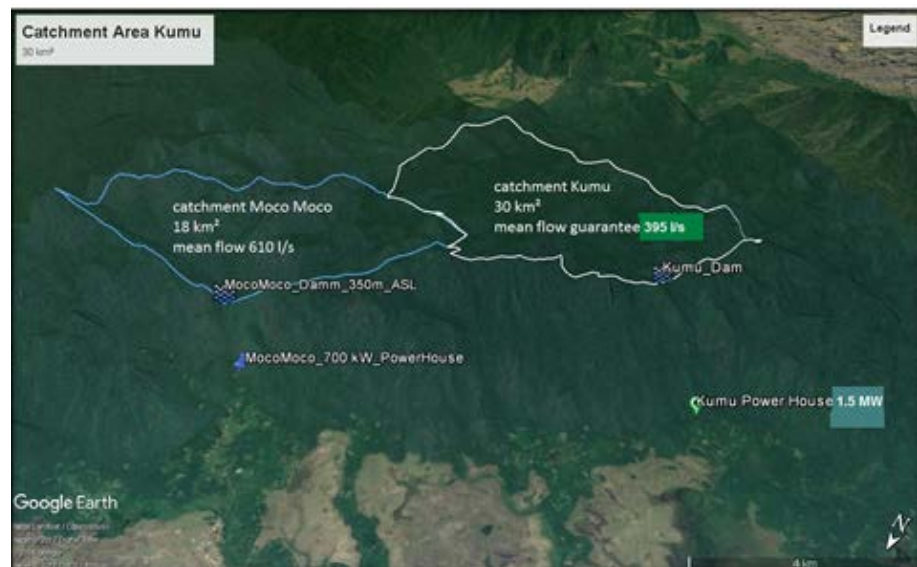 Catchment Area Kumu
30 km²
Legend
catchment Moco Moco
18 km²
mean flow 610 l/s
catchment Kumu
30 km²
mean flow guarantee 395 l/s
MocoMoco_Damm_350m_ASL
Kumu_Dam
MocoMoco_700 kW_PowerHouse
Kumu Power House 1.5 MW
Google Earth
N
4 km